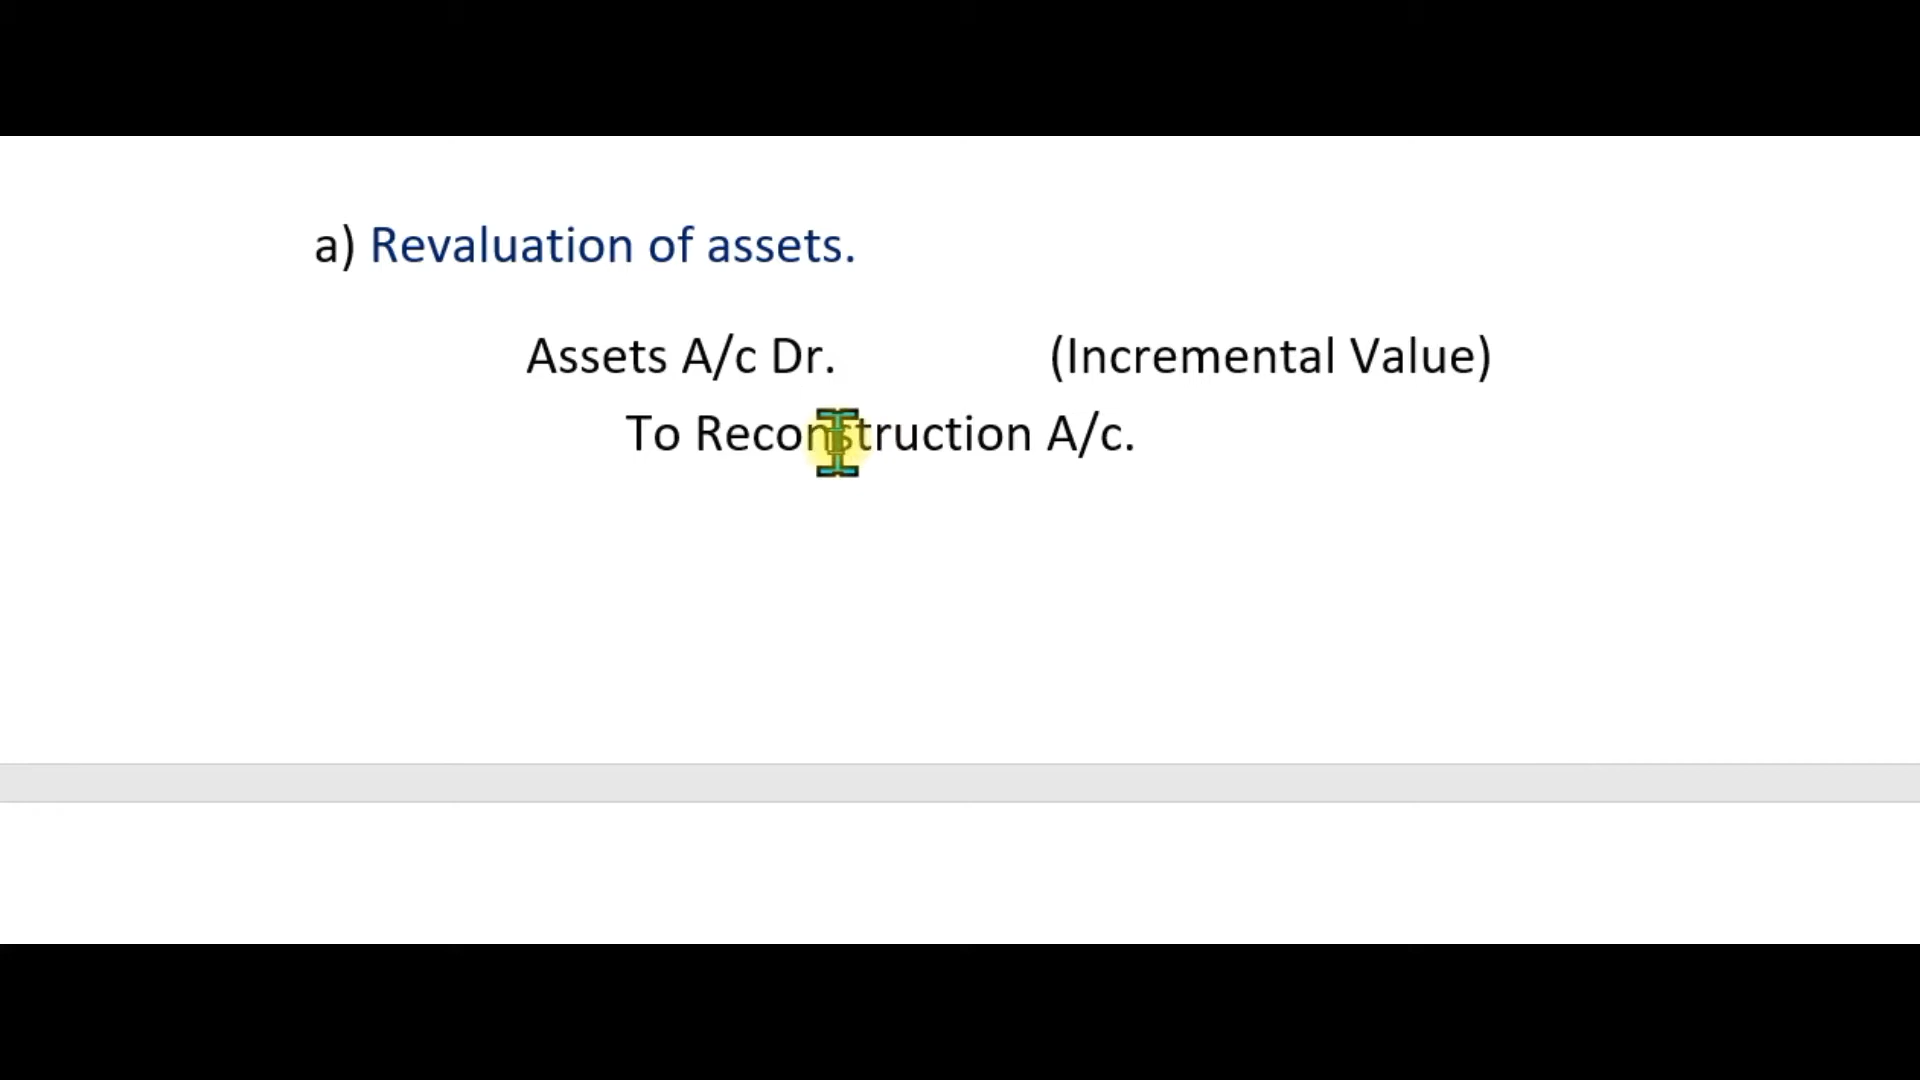 a) Revaluation of assets.
Assets A/c Dr. (Incremental Value)
To Reconstruction A/c.